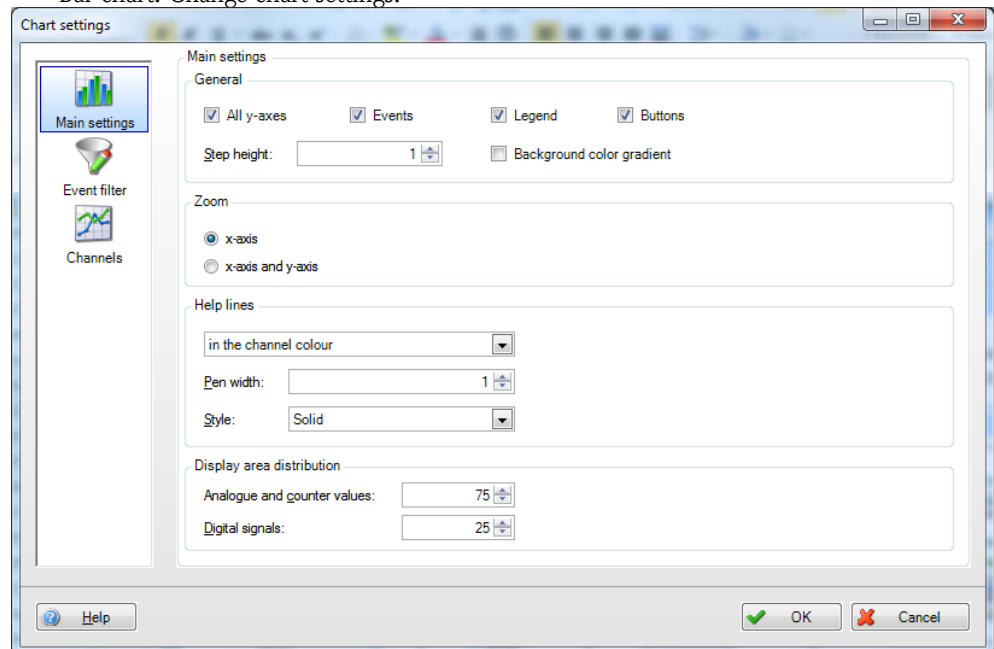 Bar chart: Change chart settings.
Chart settings
Main settings
Event filter
Channels
Main settings
General
All y-axes Events Legend Buttons
Step height: 1 Background color gradient
Zoom
x-axis
x-axis and y-axis
Help lines
in the channel colour
Pen width: 1
Style: Solid
Display area distribution
Analogue and counter values: 75
Digital signals: 25
Help OK Cancel